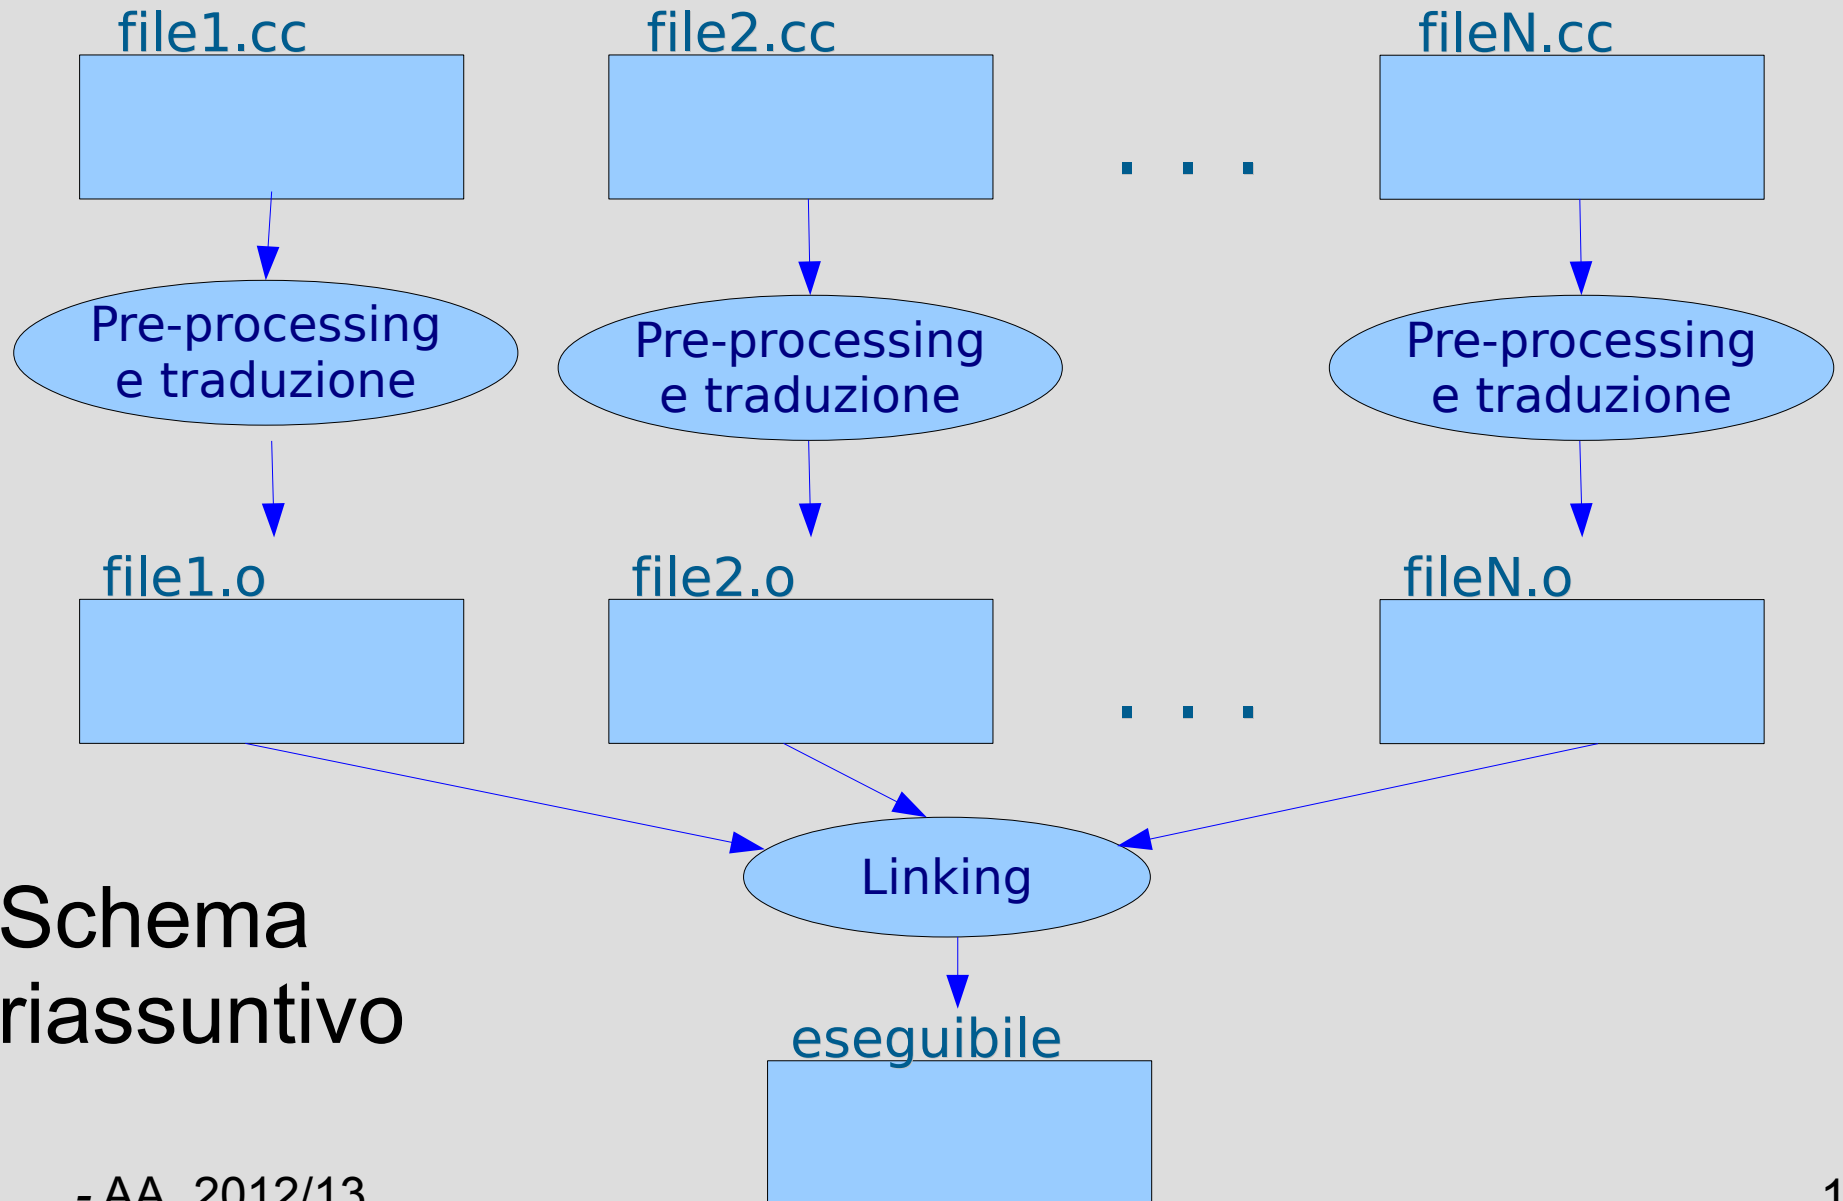 file1.cc
file2.cc
fileN.cc
. . .
Pre-processing
e traduzione
Pre-processing
e traduzione
Pre-processing
e traduzione
file1.o
file2.o
fileN.o
. . .
Linking
Schema
riassuntivo
eseguibile
- AA. 2012/13
1